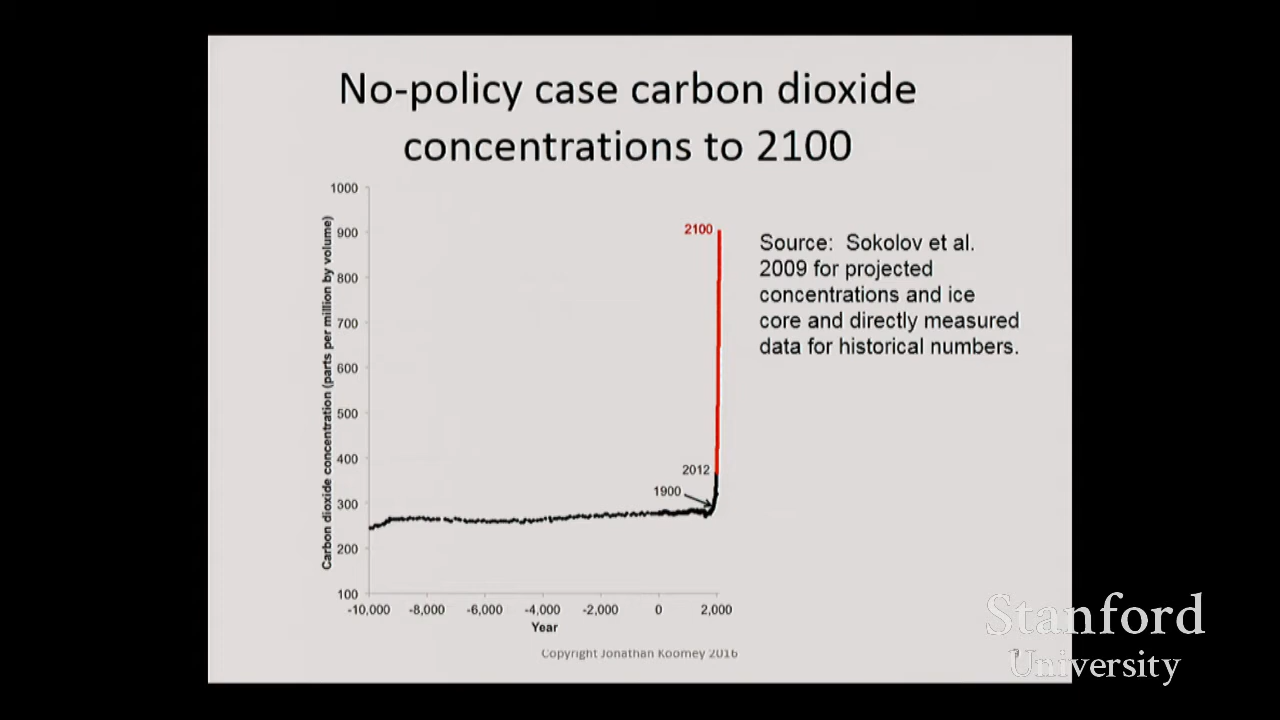 No-policy case carbon dioxide
concentrations to 2100
1000
900
800
700
600
500
400
300
200
100
Carbon dioxide concentration (parts per million by volume)
2100
2012
1900
-10,000 -8,000 -6,000 -4,000 -2,000 0 2,000
Year
Source: Sokolov et al.
2009 for projected
concentrations and ice
core and directly measured
data for historical numbers.
Copyright Jonathan Koomey 2016
Stanford
University